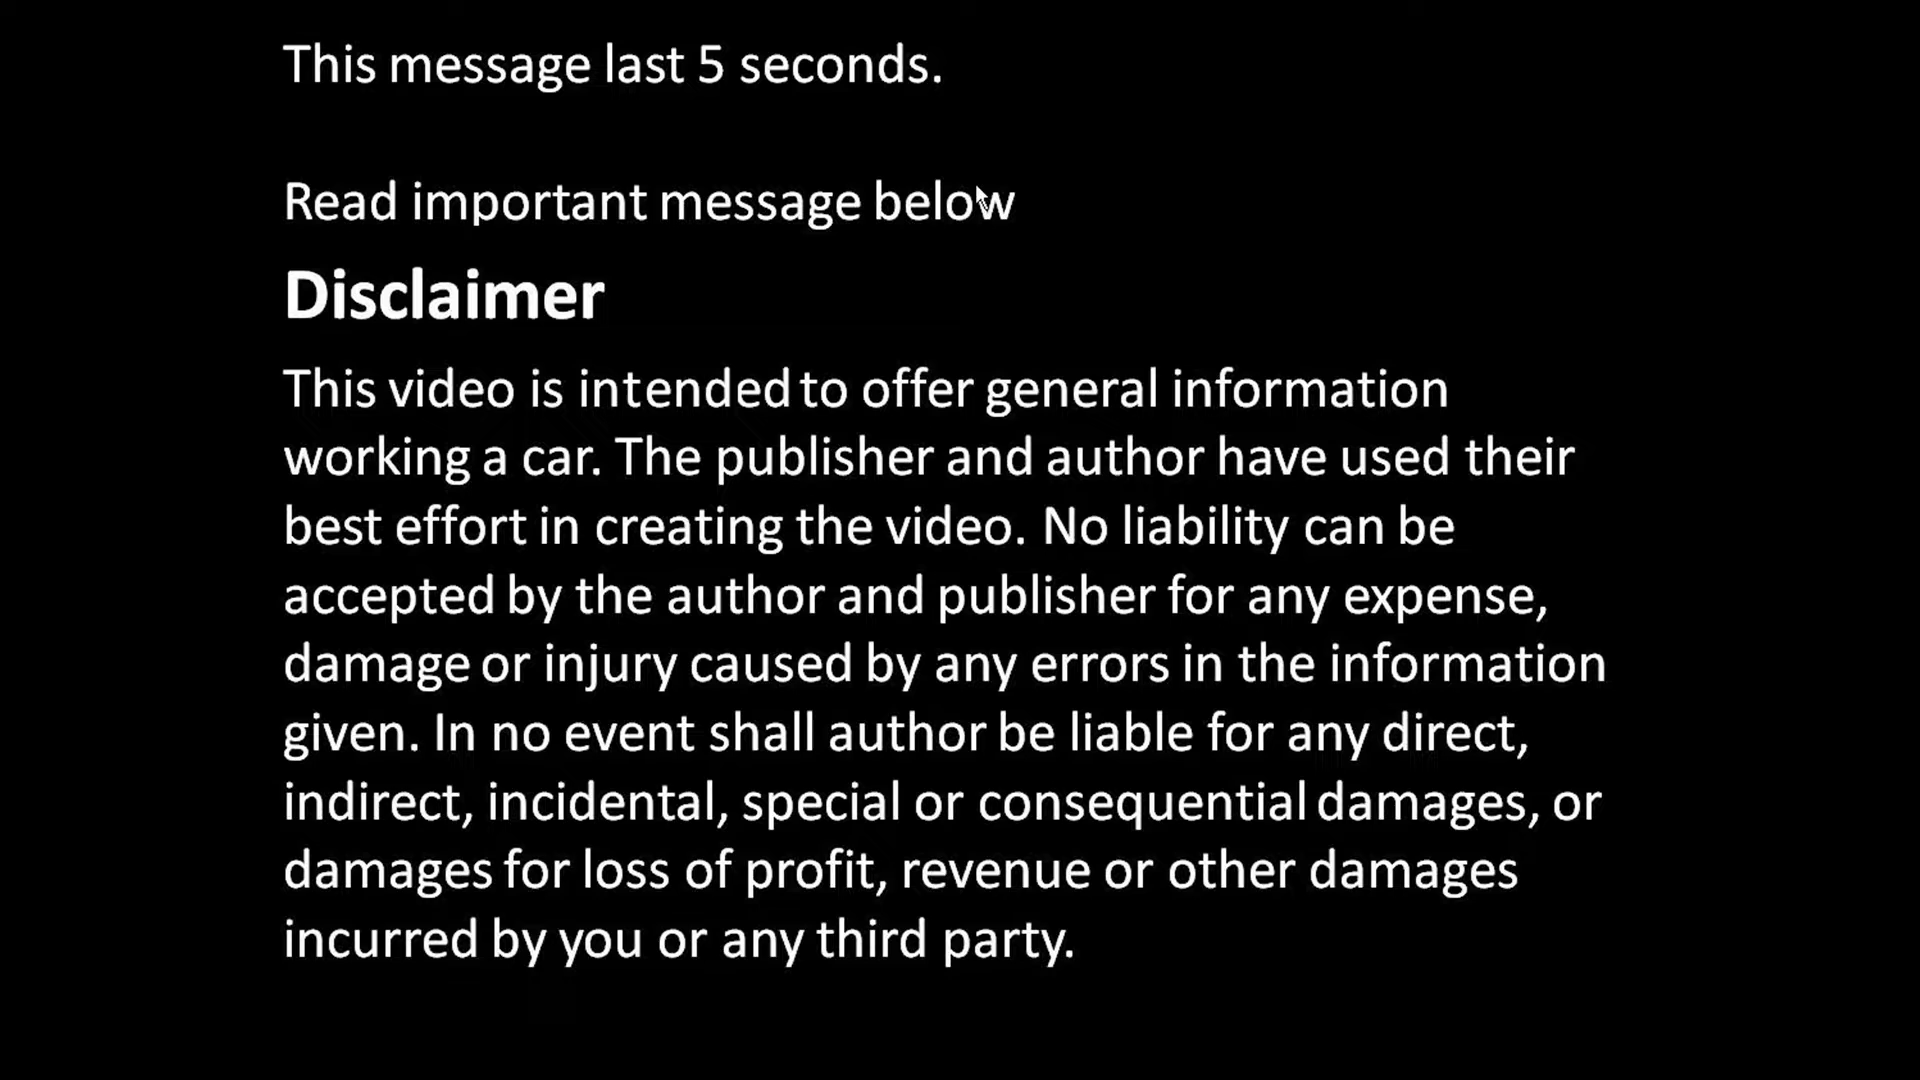 This message last 5 seconds.
Read important message below
Disclaimer
This video is intended to offer general information
working a car. The publisher and author have used their
best effort in creating the video. No liability can be
accepted by the author and publisher for any expense,
damage or injury caused by any errors in the information
given. In no event shall author be liable for any direct,
indirect, incidental, special or consequential damages, or
damages for loss of profit, revenue or other damages
incurred by you or any third party.